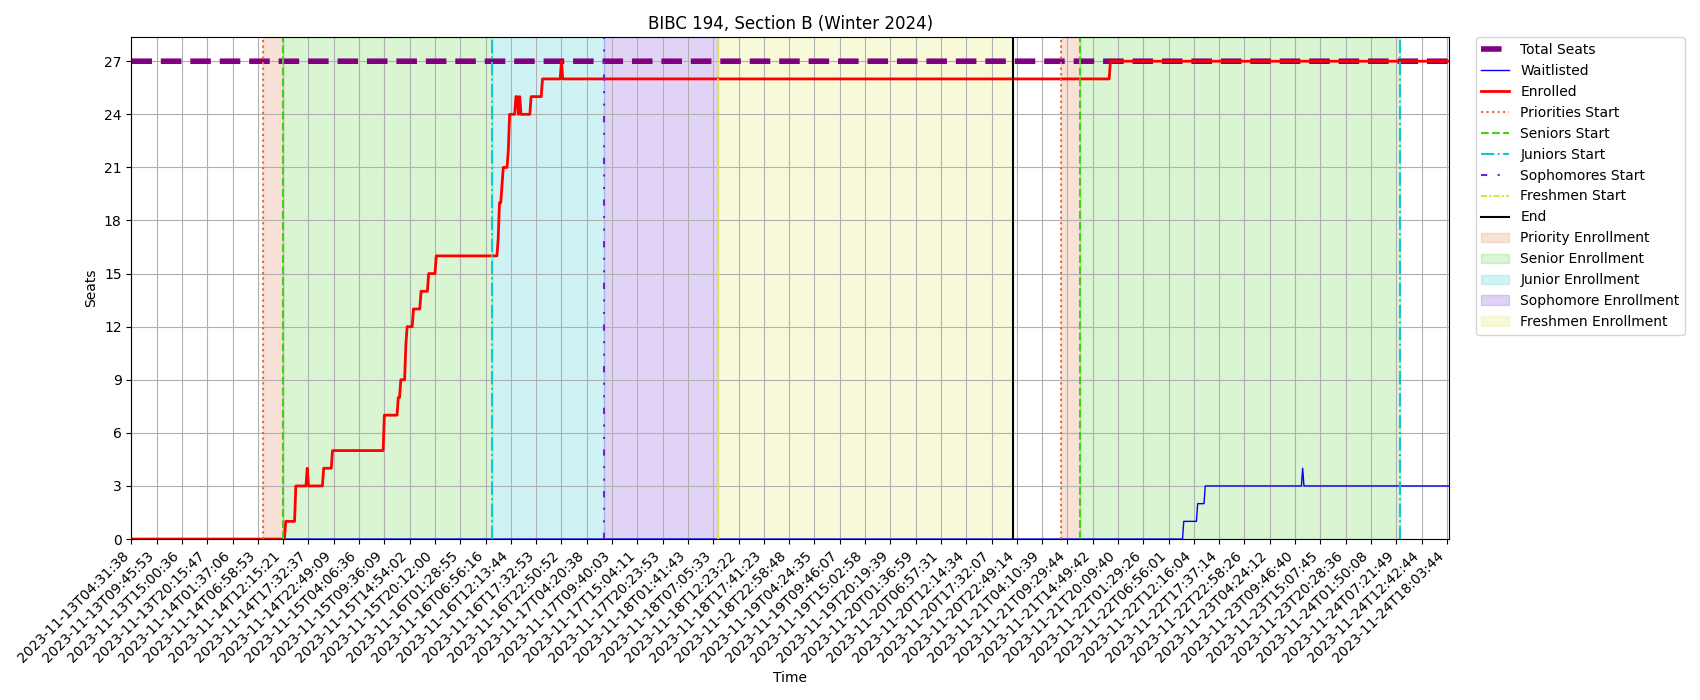 BIBC 194, Section B (Winter 2024)
Seats
27
24
21
18
15
12
9
6
3
0
2023-11-13T04:31:38
2023-11-13T09:45:53
2023-11-13T15:00:36
2023-11-13T20:15:47
2023-11-14T01:37:06
2023-11-14T06:58:53
2023-11-14T12:15:21
2023-11-14T17:32:37
2023-11-14T22:49:09
2023-11-15T04:06:36
2023-11-15T09:36:09
2023-11-15T14:54:02
2023-11-15T20:12:00
2023-11-16T01:28:55
2023-11-16T06:56:16
2023-11-16T12:13:44
2023-11-16T17:32:53
2023-11-16T22:50:52
2023-11-17T04:20:38
2023-11-17T09:40:03
2023-11-17T15:04:11
2023-11-17T20:23:53
2023-11-18T01:41:43
2023-11-18T07:05:33
2023-11-18T12:23:22
2023-11-18T17:41:23
2023-11-18T22:58:48
2023-11-19T04:24:35
2023-11-19T09:46:07
2023-11-19T15:02:58
2023-11-19T20:19:39
2023-11-20T01:36:59
2023-11-20T06:57:31
2023-11-20T12:14:34
2023-11-20T17:32:07
2023-11-20T22:49:14
2023-11-21T04:10:39
2023-11-21T09:29:44
2023-11-21T14:49:42
2023-11-21T20:09:40
2023-11-22T01:29:26
2023-11-22T06:56:01
2023-11-22T12:16:04
2023-11-22T17:37:14
2023-11-22T22:58:26
2023-11-23T04:24:12
2023-11-23T09:46:40
2023-11-23T15:07:45
2023-11-23T20:28:36
2023-11-24T01:50:08
2023-11-24T07:21:49
2023-11-24T12:42:44
2023-11-24T18:03:44
Time
Total Seats
Waitlisted
Enrolled
Priorities Start
Seniors Start
Juniors Start
Sophomores Start
Freshmen Start
End
Priority Enrollment
Senior Enrollment
Junior Enrollment
Sophomore Enrollment
Freshmen Enrollment